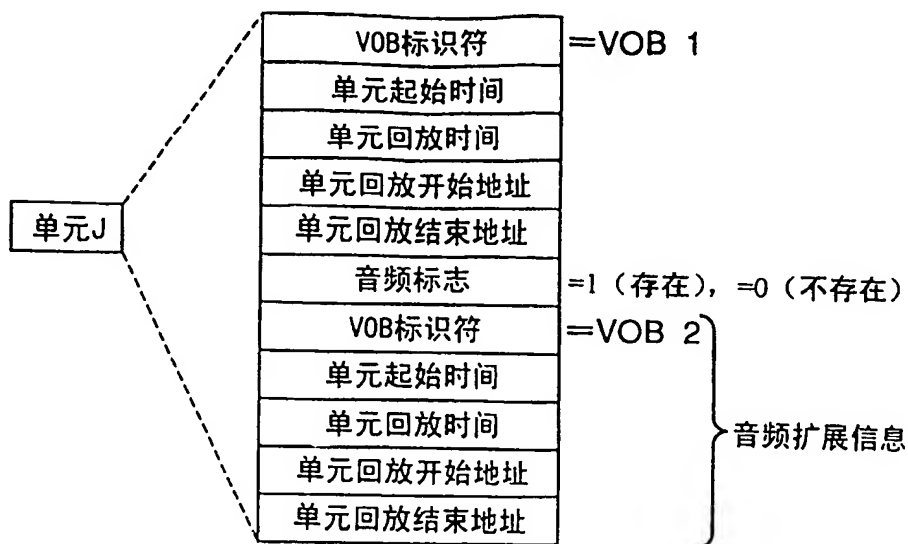 VOB标识符 =VOB 1
单元起始时间
单元回放时间
单元回放开始地址
单元J
单元回放结束地址
音频标志 =1（存在），=0（不存在）
VOB标识符 =VOB 2
单元起始时间
单元回放时间
音频扩展信息
单元回放开始地址
单元回放结束地址